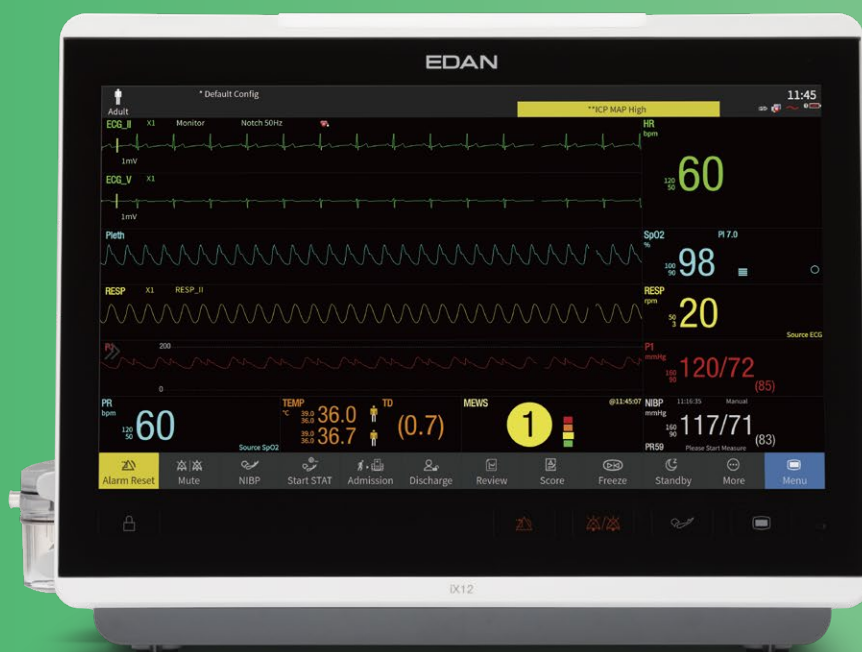 EDAN
Adult
* Default Config
**ICP MAP High
11:45
ECG_II X1 Monitor Notch 50Hz
1mV
HR
bpm
120
50
60
ECG_V X1
1mV
Pleth
SpO2
%
PI 7.0
100
90
98
RESP X1 RESP_II
RESP
rpm
50
3
20
Source ECG
P1
200
0
P1
mmHg
160
90
120/72
(85)
PR
bpm
120
50
60
Source SpO2
TEMP
°C
39.0
36.0
36.0
39.0
36.0
36.7
TD
(0.7)
MEWS
@11:45:07
1
NIBP 11:16:35 Manual
mmHg
160
90
117/71
(83)
PR59 Please Start Measure
Alarm Reset Mute NIBP Start STAT Admission Discharge Review Score Freeze Standby More Menu
iX12